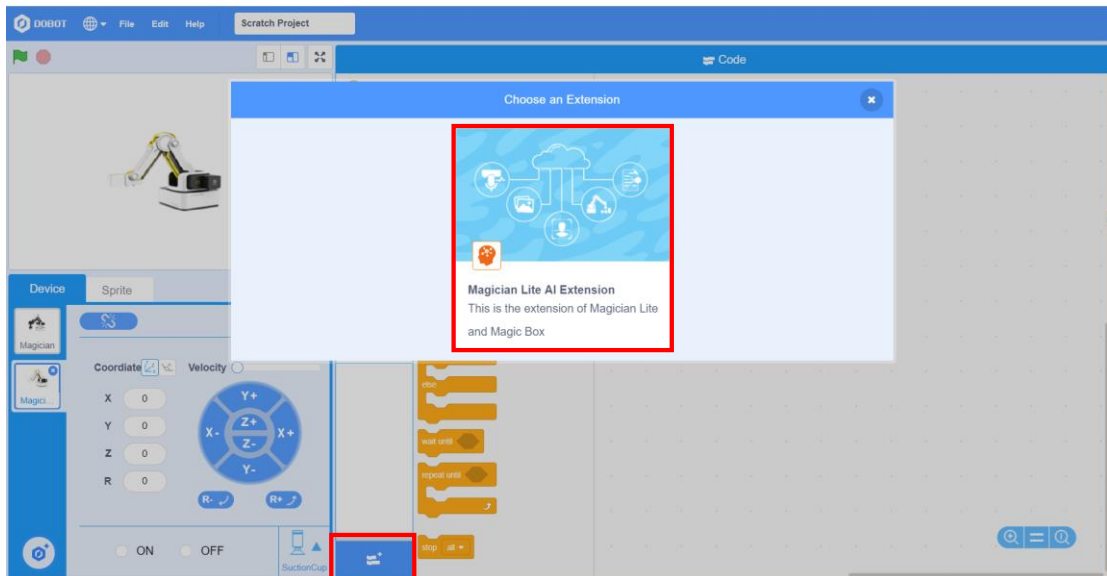 DOBOT File Edit Help Scratch Project
Code
Choose an Extension
Magician Lite AI Extension
This is the extension of Magician Lite
and Magic Box
Device Sprite
Magician
Magici...
Coordiate Velocity
X 0
Y 0
Z 0
R 0
Y+
X- Z+ X+
Z-
Y-
R- R+
ON OFF
SuctionCup
else
wait until
repeat until
stop all